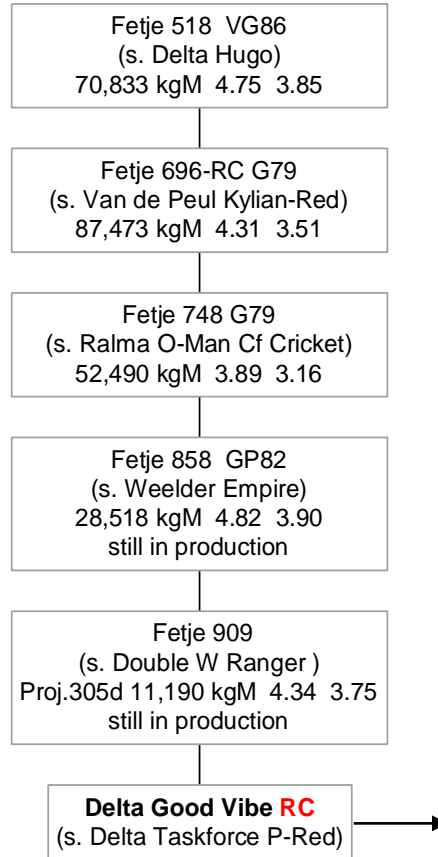 Fetje 518  VG86
(s. Delta Hugo)
70,833 kgM  4.75  3.85
Fetje 696-RC G79
(s. Van de Peul Kylian-Red)
87,473 kgM  4.31  3.51
Fetje 748 G79
(s. Ralma O-Man Cf Cricket)
52,490 kgM  3.89  3.16
Fetje 858  GP82
(s. Weelder Empire)
28,518 kgM  4.82  3.90
still in production
Fetje 909
(s. Double W Ranger )
Proj.305d 11,190 kgM  4.34  3.75
still in production
Delta Good Vibe RC
(s. Delta Taskforce P-Red)